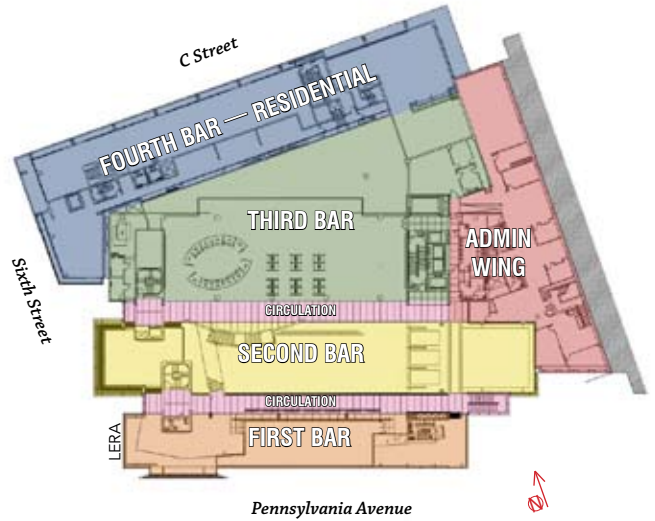 C Street
FOURTH BAR — RESIDENTIAL
THIRD BAR
ADMIN
WING
Sixth Street
CIRCULATION
SECOND BAR
CIRCULATION
FIRST BAR
LERA
N
Pennsylvania Avenue